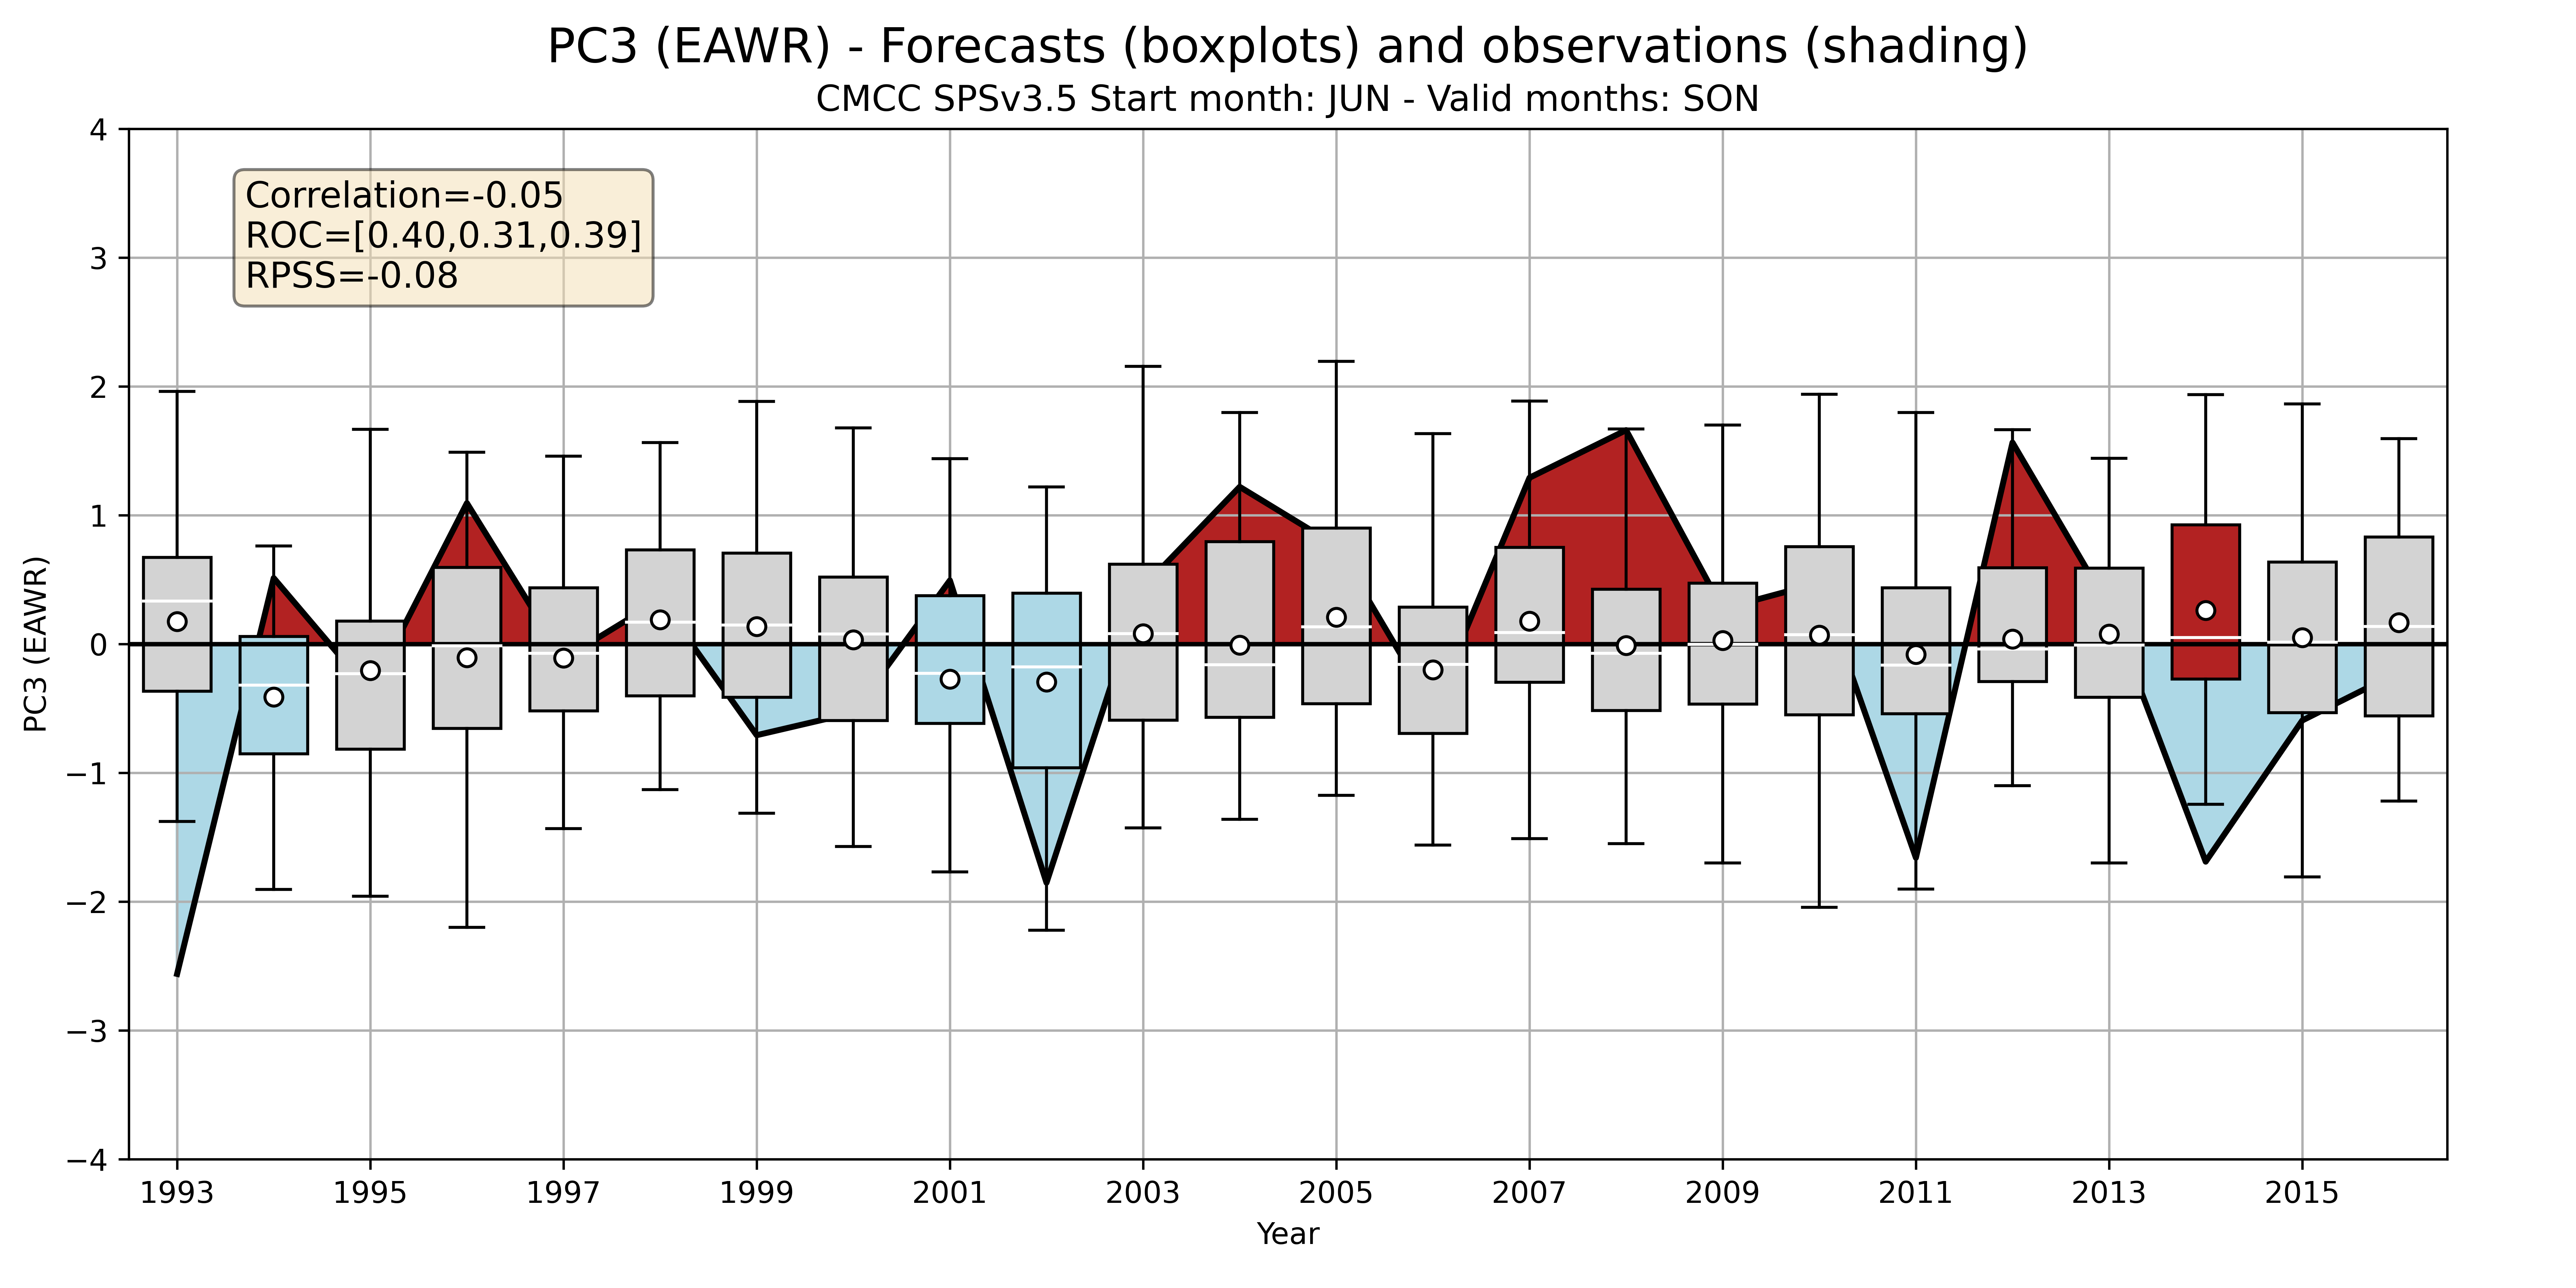 PC3 (EAWR) - Forecasts (boxplots) and observations (shading)
CMCC SPSv3.5 Start month: JUN - Valid months: SON
Correlation=-0.05
ROC=[0.40,0.31,0.39]
RPSS=-0.08
PC3 (EAWR)
4
3
2
1
0
−1
−2
−3
−4
1993 1995 1997 1999 2001 2003 2005 2007 2009 2011 2013 2015
Year